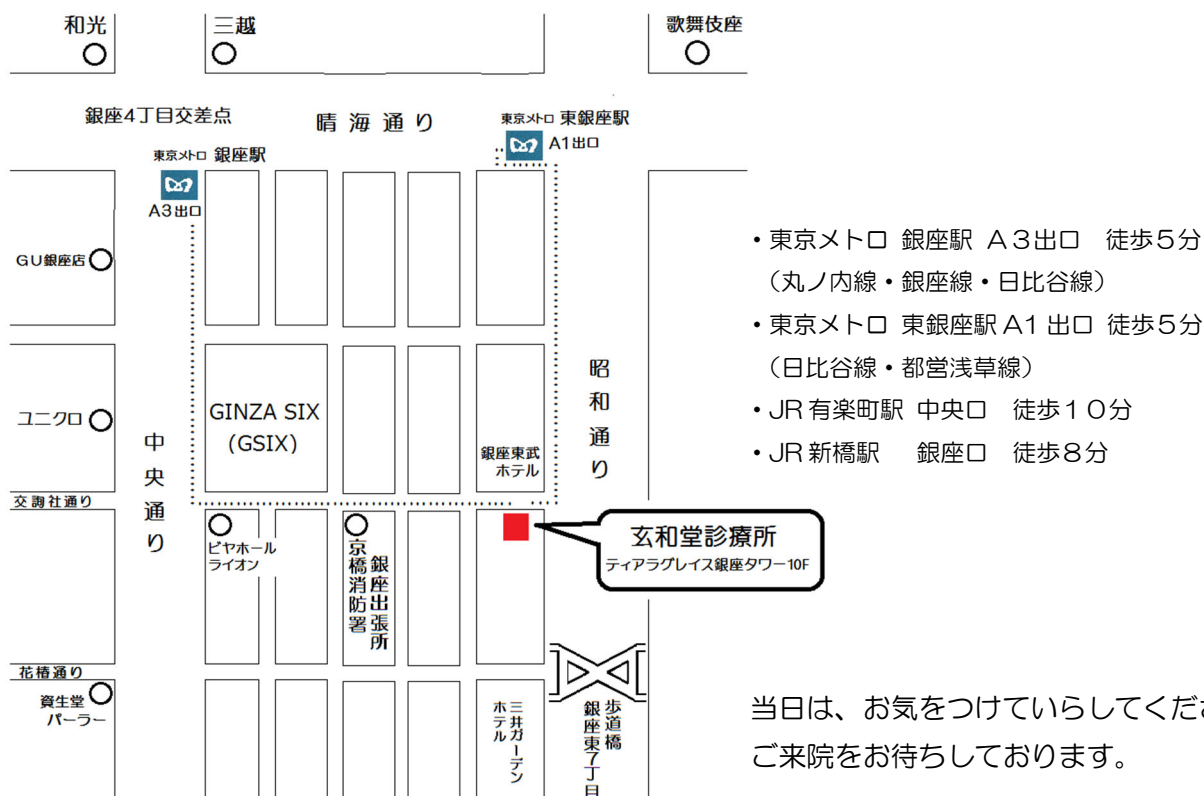 和光
三越
歌舞伎座
銀座4丁目交差点
晴海通り
東京メトロ 東銀座駅
A1出口
東京メトロ 銀座駅
A3出口
GU銀座店
・東京メトロ 銀座駅 A3出口 徒歩5分
(丸ノ内線・銀座線・日比谷線)
・東京メトロ 東銀座駅 A1出口 徒歩5分
(日比谷線・都営浅草線)
・JR有楽町駅 中央口 徒歩10分
・JR新橋駅 銀座口 徒歩8分
昭和通り
ユニクロ
中央通り
GINZA SIX
(GSIX)
銀座東武
ホテル
交詢社通り
ビヤホール
ライオン
京橋消防署
銀座出張所
玄和堂診療所
ティアラグレイス銀座タワー10F
花椿通り
資生堂
パーラー
三井ガーデン
ホテル
歩道橋
銀座東7丁目
当日は、お気をつけていらしてくだ
ご来院をお待ちしております。